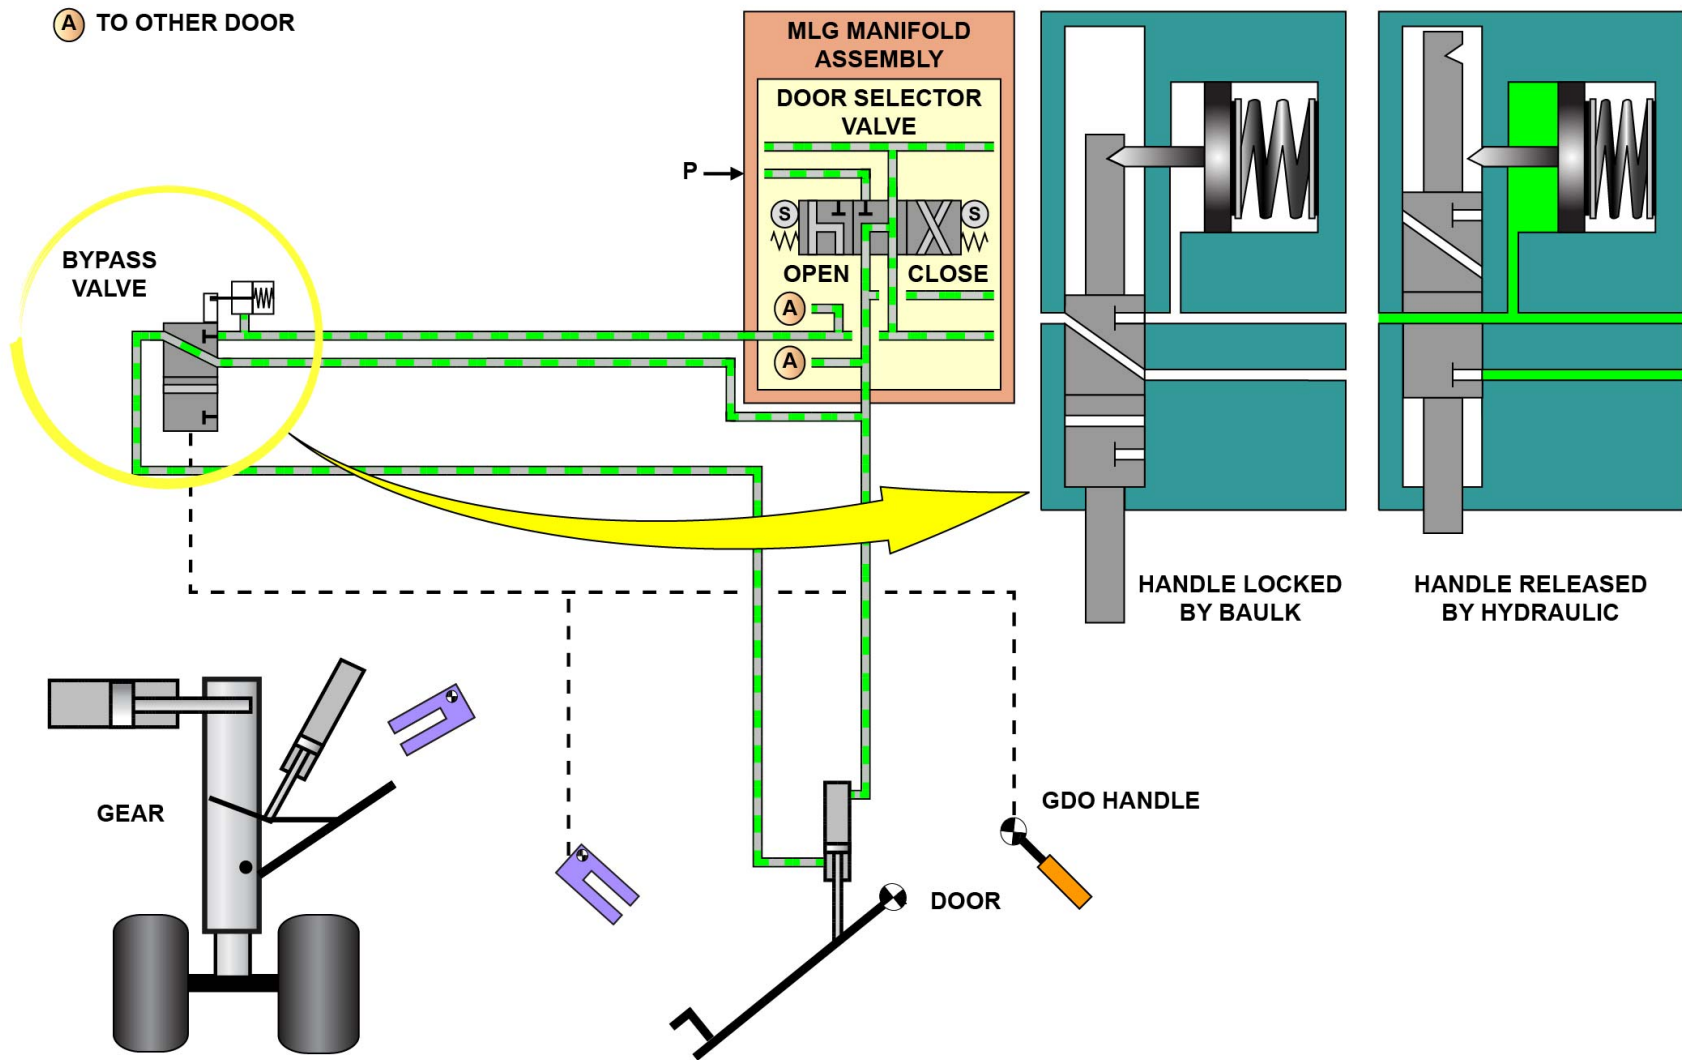 A TO OTHER DOOR
MLG MANIFOLD
ASSEMBLY
DOOR SELECTOR
VALVE
P
S
S
OPEN
CLOSE
A
A
BYPASS
VALVE
HANDLE LOCKED
BY BAULK
HANDLE RELEASED
BY HYDRAULIC
GEAR
GDO HANDLE
DOOR